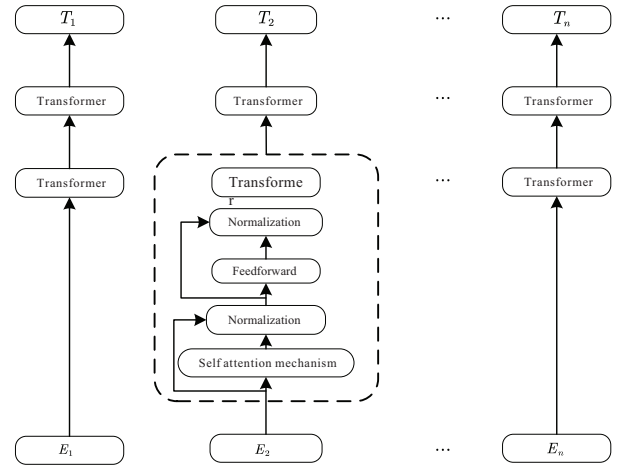 T₁ T₂ ... Tₙ
Transformer Transformer ... Transformer
Transformer Transforme ... Transformer
r
Normalization
Feedforward
Normalization
Self attention mechanism
E₁ E₂ ... Eₙ